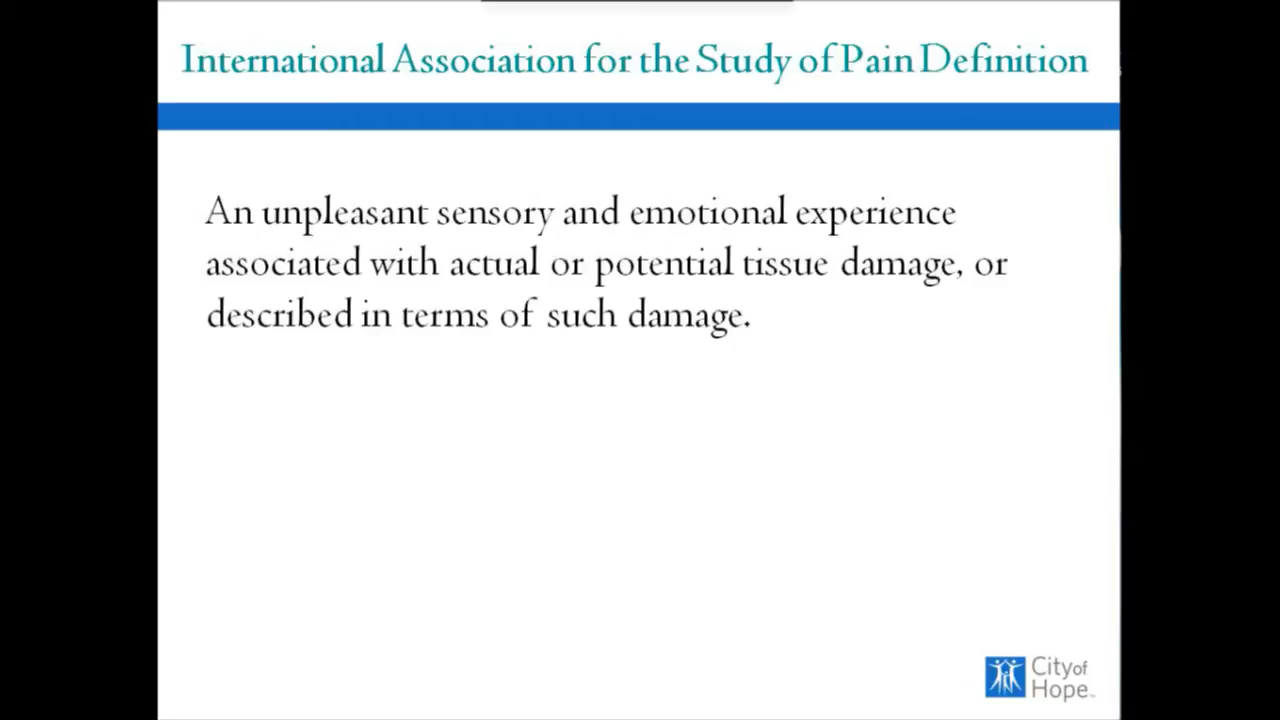 International Association for the Study of Pain Definition
An unpleasant sensory and emotional experience
associated with actual or potential tissue damage, or
described in terms of such damage.
City of
Hope™